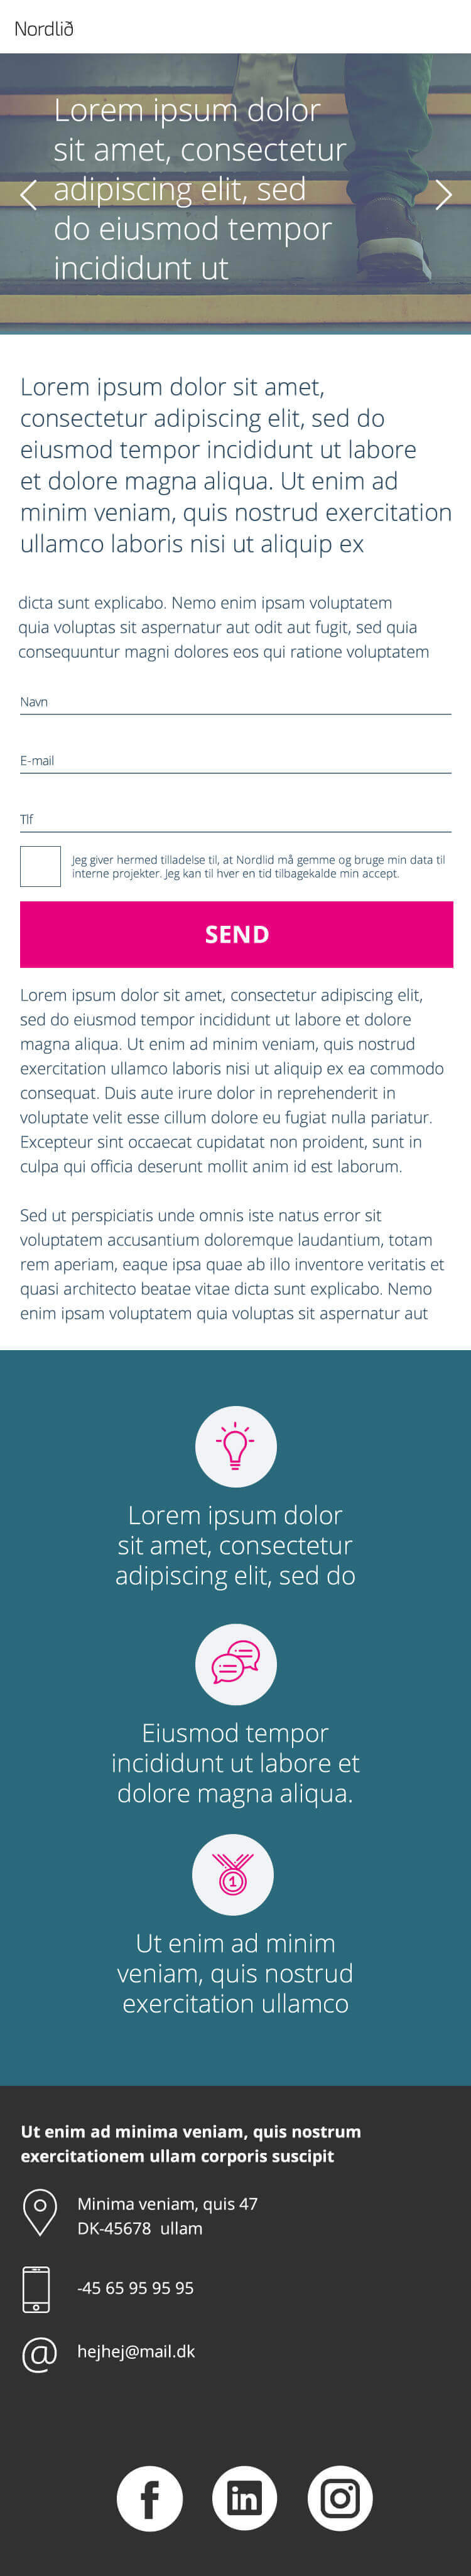 Nordlið
Lorem ipsum dolor
sit amet, consectetur
adipiscing elit, sed
do eiusmod tempor
incididunt ut
Lorem ipsum dolor sit amet,
consectetur adipiscing elit, sed do
eiusmod tempor incididunt ut labore
et dolore magna aliqua. Ut enim ad
minim veniam, quis nostrud exercitation
ullamco laboris nisi ut aliquip ex
dicta sunt explicabo. Nemo enim ipsam voluptatem
quia voluptas sit aspernatur aut odit aut fugit, sed quia
consequuntur magni dolores eos qui ratione voluptatem
Navn
E-mail
Tlf
Jeg giver hermed tilladelse til, at Nordlid må gemme og bruge min data til
interne projekter. Jeg kan til hver en tid tilbagekalde min accept.
SEND
Lorem ipsum dolor sit amet, consectetur adipiscing elit,
sed do eiusmod tempor incididunt ut labore et dolore
magna aliqua. Ut enim ad minim veniam, quis nostrud
exercitation ullamco laboris nisi ut aliquip ex ea commodo
consequat. Duis aute irure dolor in reprehenderit in
voluptate velit esse cillum dolore eu fugiat nulla pariatur.
Excepteur sint occaecat cupidatat non proident, sunt in
culpa qui officia deserunt mollit anim id est laborum.
Sed ut perspiciatis unde omnis iste natus error sit
voluptatem accusantium doloremque laudantium, totam
rem aperiam, eaque ipsa quae ab illo inventore veritatis et
quasi architecto beatae vitae dicta sunt explicabo. Nemo
enim ipsam voluptatem quia voluptas sit aspernatur aut
Lorem ipsum dolor
sit amet, consectetur
adipiscing elit, sed do
Eiusmod tempor
incididunt ut labore et
dolore magna aliqua.
1
Ut enim ad minim
veniam, quis nostrud
exercitation ullamco
Ut enim ad minima veniam, quis nostrum
exercitationem ullam corporis suscipit
Minima veniam, quis 47
DK-45678 ullam
-45 65 95 95 95
@ hejhej@mail.dk
f in